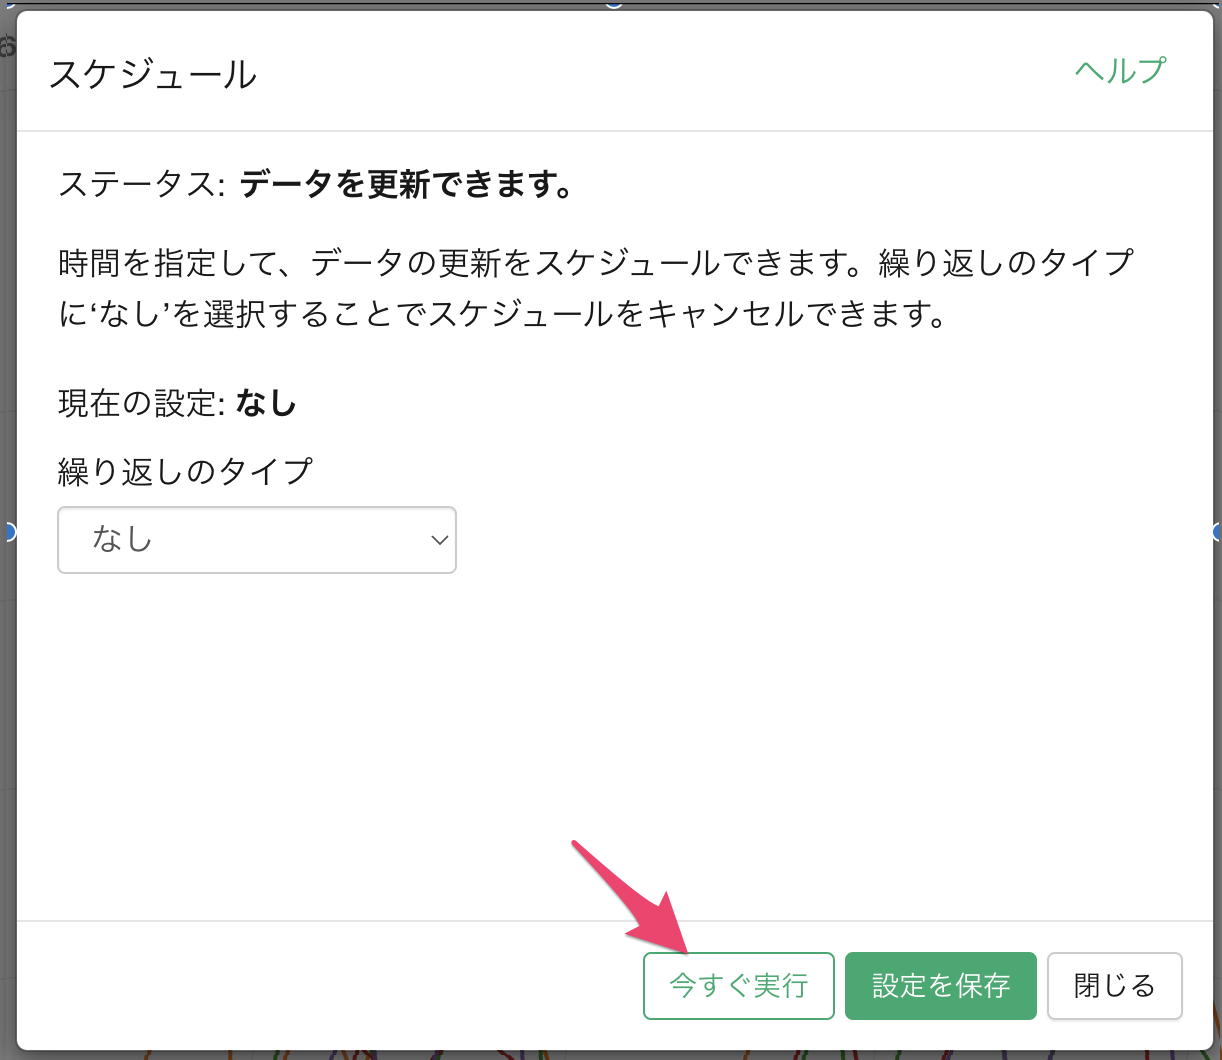 スケジュール
ヘルプ
ステータス: データを更新できます。
時間を指定して、データの更新をスケジュールできます。繰り返しのタイプ
に‘なし’を選択することでスケジュールをキャンセルできます。
現在の設定: なし
繰り返しのタイプ
なし
今すぐ実行
設定を保存
閉じる